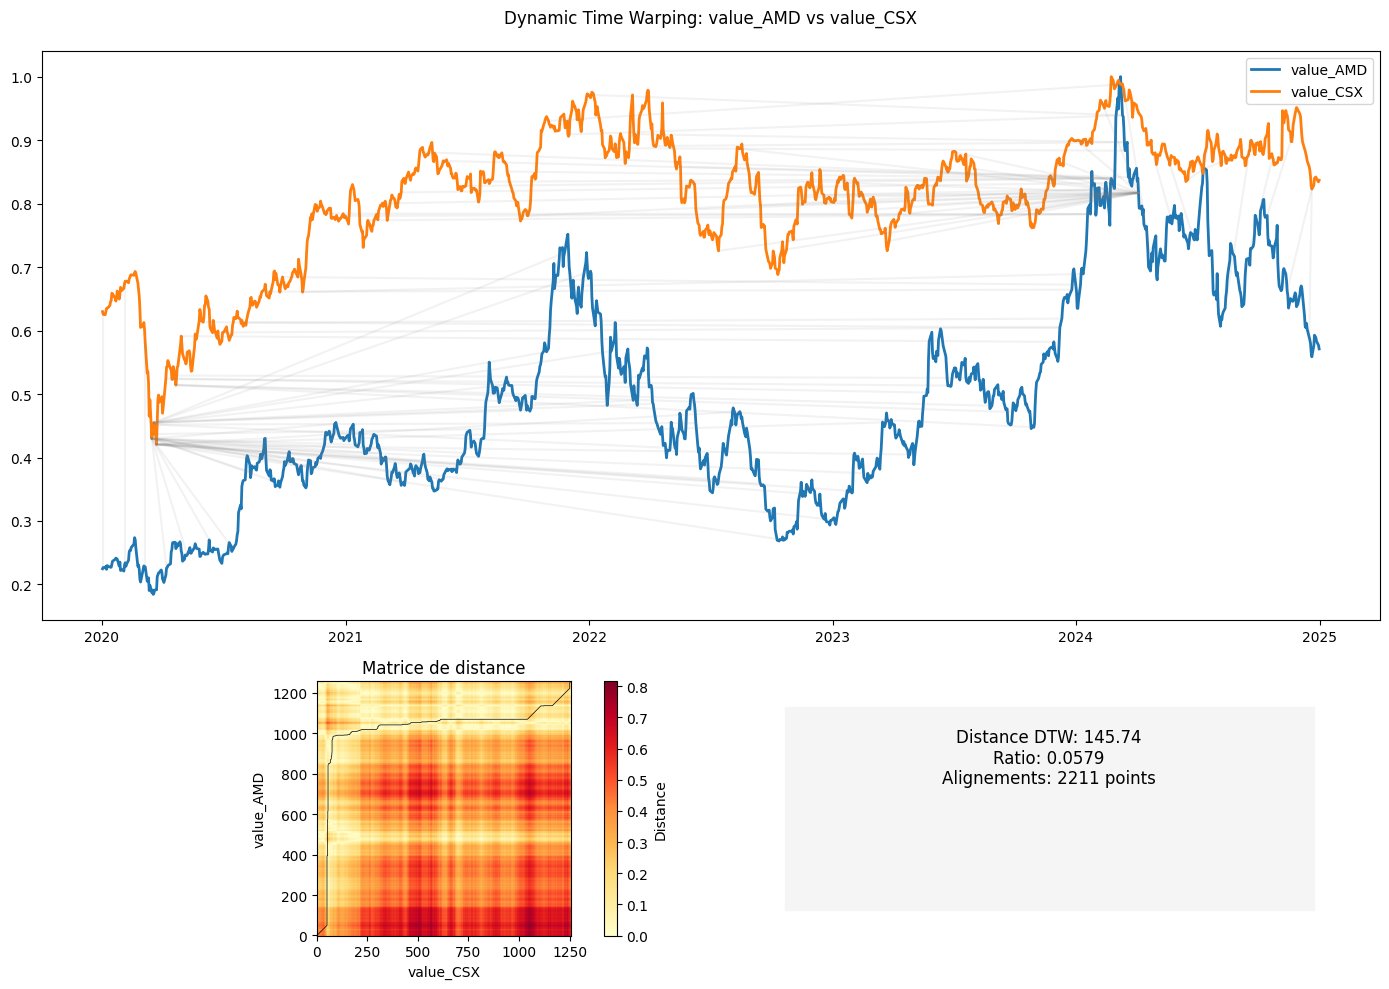 Dynamic Time Warping: value_AMD vs value_CSX
value_AMD
value_CSX
1.0
0.9
0.8
0.7
0.6
0.5
0.4
0.3
0.2
2020 2021 2022 2023 2024 2025
Matrice de distance
value_AMD
1200
1000
800
600
400
200
0
0 250 500 750 1000 1250
value_CSX
0.8
0.7
0.6
0.5
0.4
0.3
0.2
0.1
0.0
Distance
Distance DTW: 145.74
Ratio: 0.0579
Alignements: 2211 points